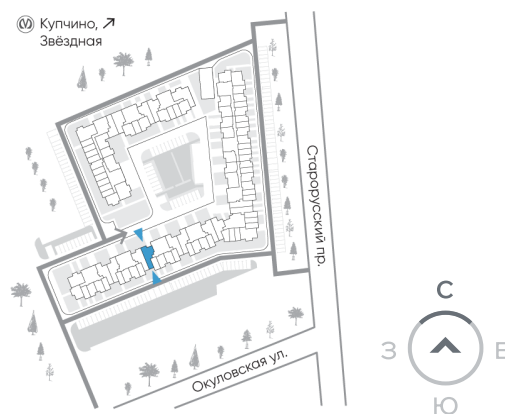 Купчино, ↗
Звёздная
Старорусский пр.
Окуловская ул.
С
З
В
Ю